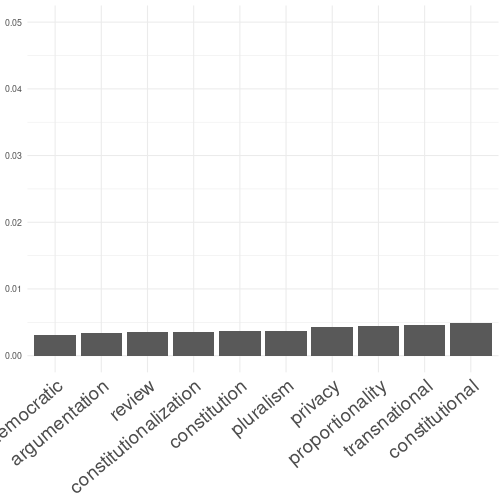 0.05
0.04
0.03
0.02
0.01
0.00
emocratic
argumentation
review
constitutionalization
constitution
pluralism
privacy
proportionality
transnational
constitutional